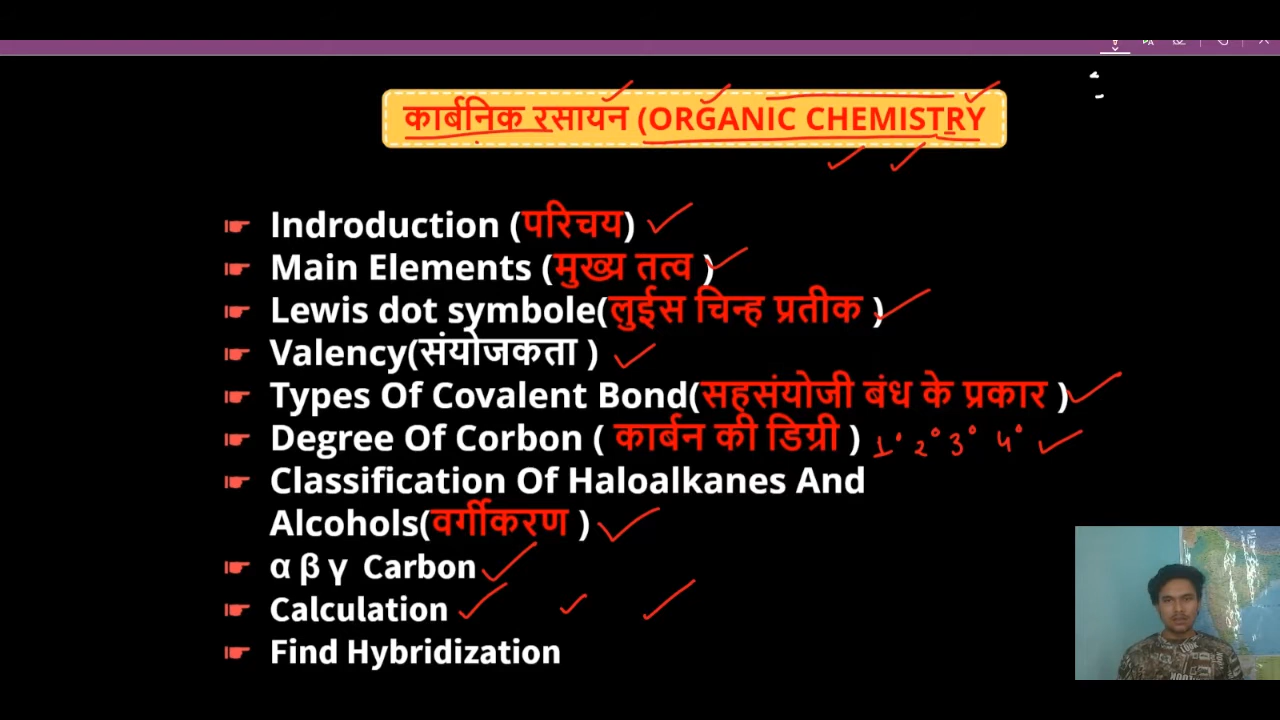 कार्बनिक रसायन (ORGANIC CHEMISTRY
Indroduction (परिचय)
Main Elements (मुख्य तत्व )
Lewis dot symbole(लुईस चिन्ह प्रतीक )
Valency(संयोजकता )
Types Of Covalent Bond(सहसंयोजी बंध के प्रकार )
Degree Of Corbon ( कार्बन की डिग्री ) 1° 2° 3° 4°
Classification Of Haloalkanes And
Alcohols(वर्गीकरण )
α β γ Carbon
Calculation
Find Hybridization